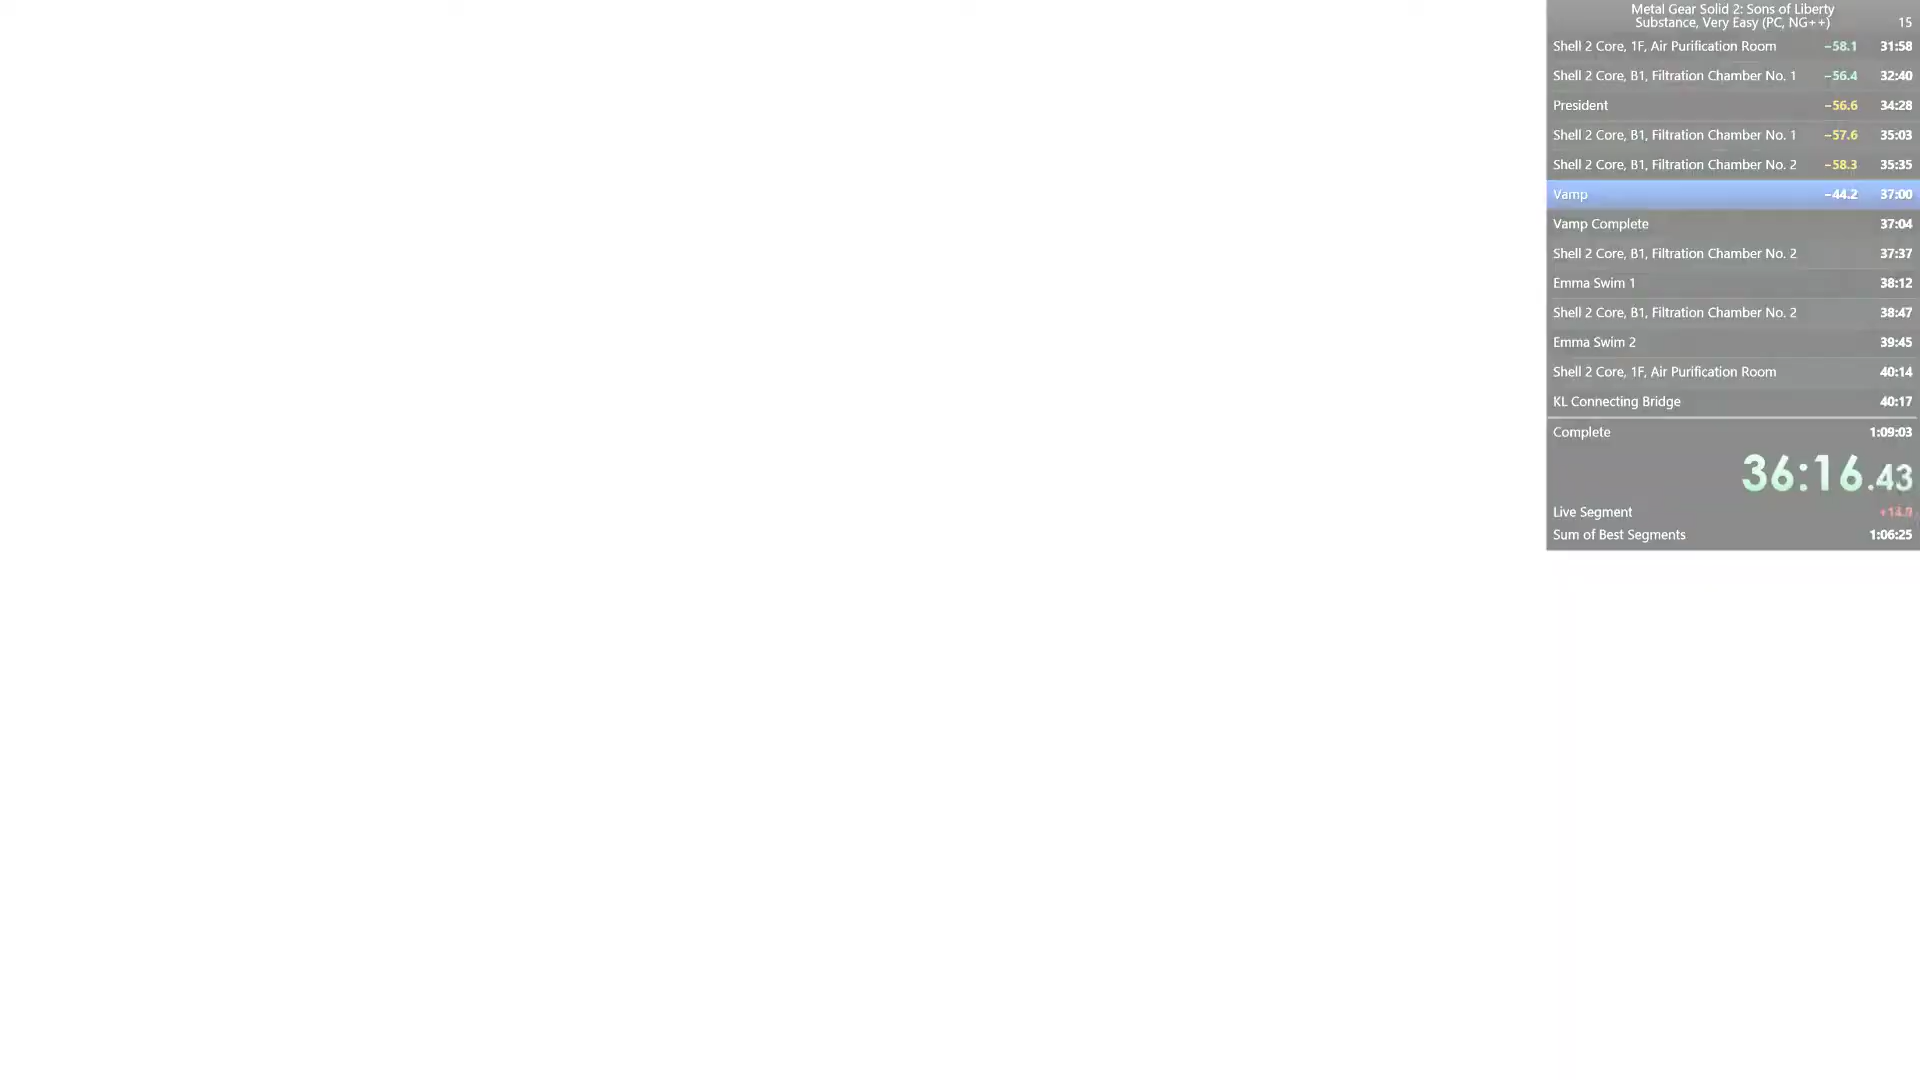 Metal Gear Solid 2: Sons of Liberty
Substance, Very Easy (PC, NG++) 15
Shell 2 Core, 1F, Air Purification Room −58.1 31:58
Shell 2 Core, B1, Filtration Chamber No. 1 −56.4 32:40
President −56.6 34:28
Shell 2 Core, B1, Filtration Chamber No. 1 −57.6 35:03
Shell 2 Core, B1, Filtration Chamber No. 2 −58.3 35:35
Vamp −44.2 37:00
Vamp Complete 37:04
Shell 2 Core, B1, Filtration Chamber No. 2 37:37
Emma Swim 1 38:12
Shell 2 Core, B1, Filtration Chamber No. 2 38:47
Emma Swim 2 39:45
Shell 2 Core, 1F, Air Purification Room 40:14
KL Connecting Bridge 40:17
Complete 1:09:03
36:16.43
Live Segment
Sum of Best Segments 1:06:25